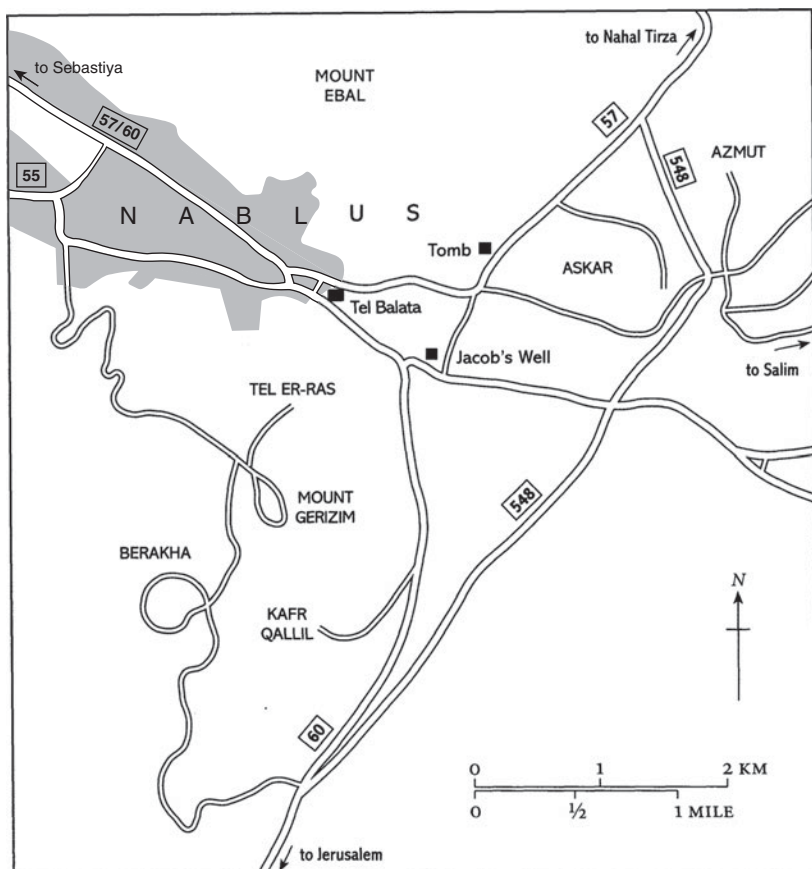 to Nahal Tirza
to Sebastiya
MOUNT
EBAL
57/60
57
548
AZMUT
55
N A B L U S
Tomb
ASKAR
Tel Balata
Jacob's Well
to Salim
TEL ER-RAS
MOUNT
GERIZIM
548
BERAKHA
N
KAFR
QALLIL
60
0 1 2 KM
0 ½ 1 MILE
to Jerusalem